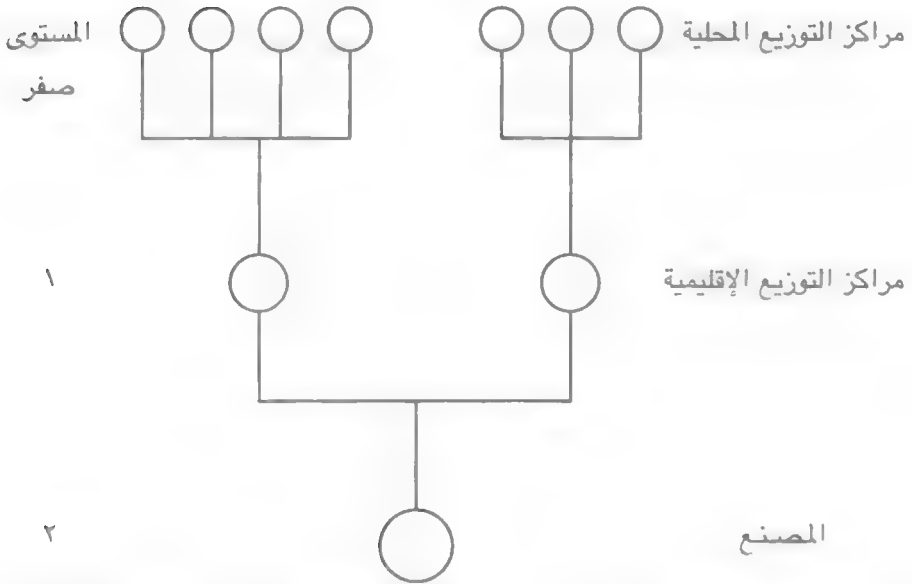 مراكز التوزيع المحلية
المستوى
صفر
مراكز التوزيع الإقليمية
١
المصنع
٢